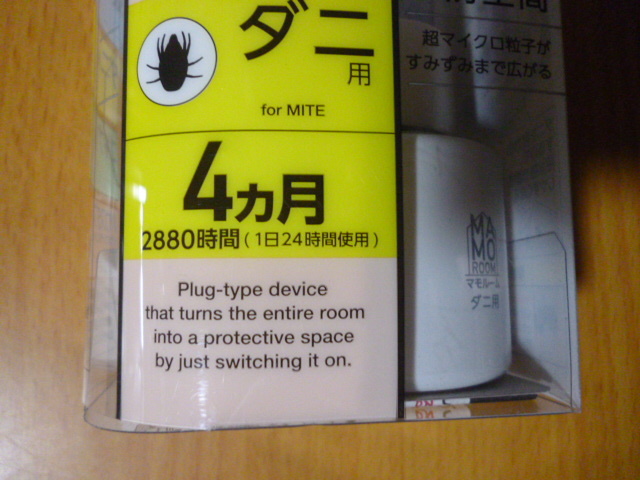 ダニ
用
for MITE
4ヵ月
2880時間(1日24時間使用)
Plug-type device
that turns the entire room
into a protective space
by just switching it on.
空間
超マイクロ粒子が
すみずみまで広がる
MA
MO
ROOM
マモルーム
ダニ用